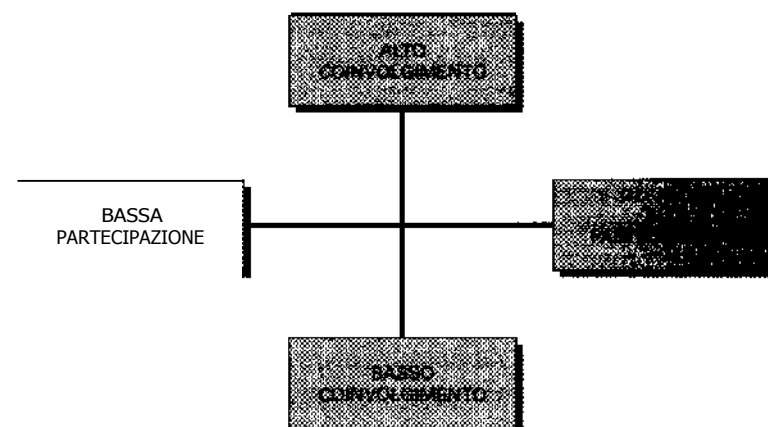 ALTO
COINVOLGIMENTO
BASSA
PARTECIPAZIONE
BASSO
COINVOLGIMENTO